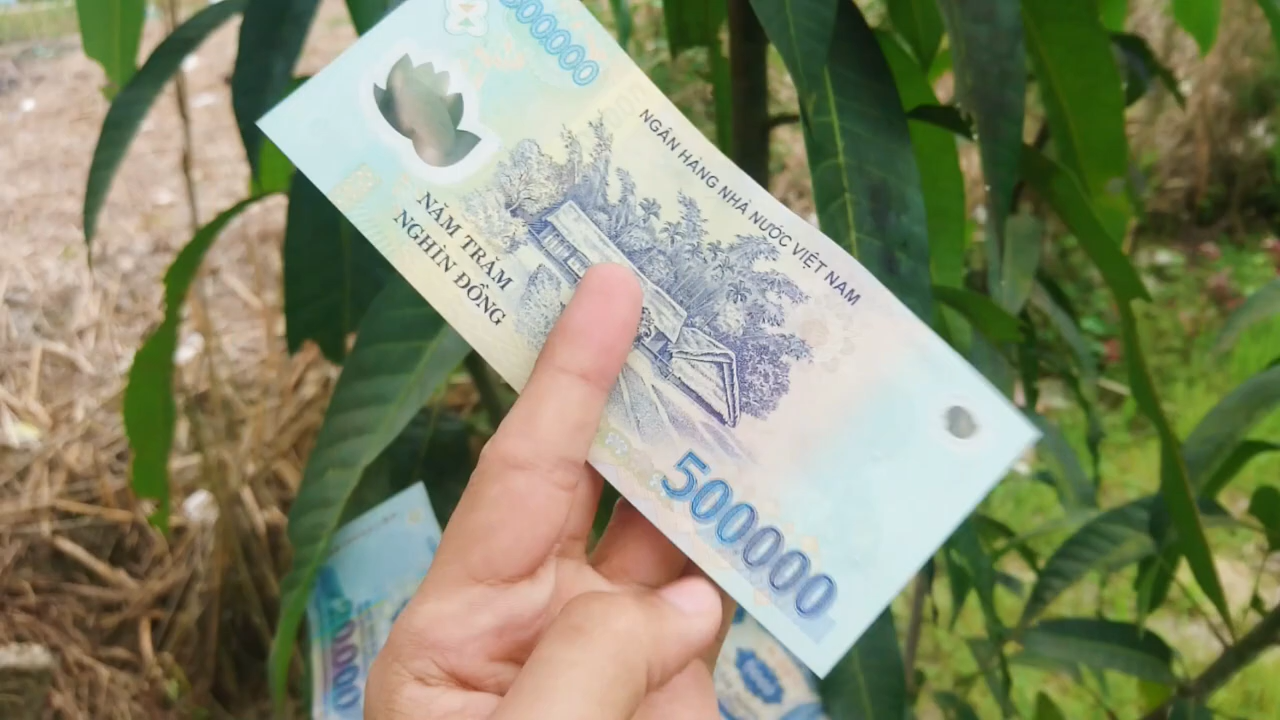 500000
NGÂN HÀNG NHÀ NƯỚC VIỆT NAM
NĂM TRĂM
NGHÌN ĐỒNG
500000